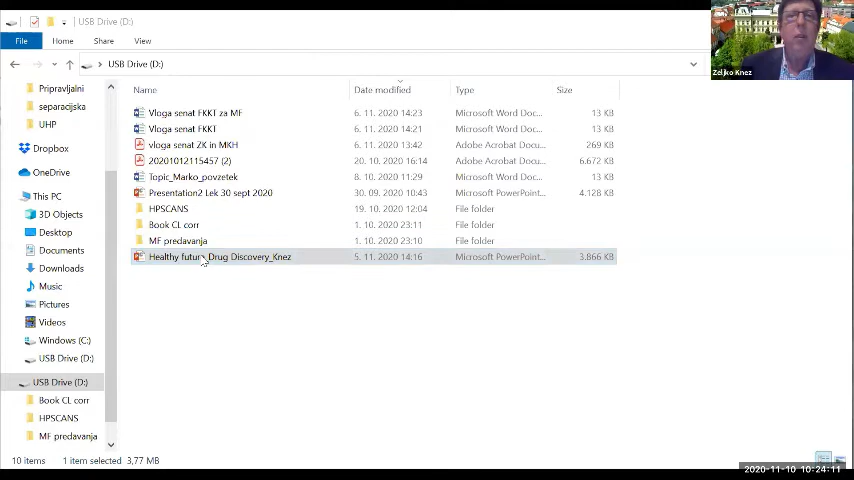 USB Drive (D:)
File Home Share View
USB Drive (D:)
Zeljko Knez
Name Date modified Type Size
Pripravljalni
separacijska
UHP
Dropbox
OneDrive
This PC
3D Objects
Desktop
Documents
Downloads
Music
Pictures
Videos
Windows (C:)
USB Drive (D:)
USB Drive (D:)
Book CL corr
HPSCANS
MF predavanja
Vloga senat FKKT za MF 6. 11. 2020 14:23 Microsoft Word Doc... 13 KB
Vloga senat FKKT 6. 11. 2020 14:21 Microsoft Word Doc... 13 KB
vloga senat ZK in MKH 6. 11. 2020 13:42 Adobe Acrobat Docu... 269 KB
20201012115457 (2) 20. 10. 2020 16:14 Adobe Acrobat Docu... 6.672 KB
Topic_Marko_povzetek 8. 10. 2020 11:29 Microsoft Word Doc... 13 KB
Presentation2 Lek 30 sept 2020 30. 09. 2020 10:43 Microsoft PowerPoint... 4.128 KB
HPSCANS 19. 10. 2020 12:04 File folder
Book CL corr 1. 10. 2020 23:11 File folder
MF predavanja 1. 10. 2020 23:10 File folder
Healthy future_Drug Discovery_Knez 5. 11. 2020 14:16 Microsoft PowerPoint... 3.866 KB
10 items 1 item selected 3,77 MB
2020-11-10 10:24:11